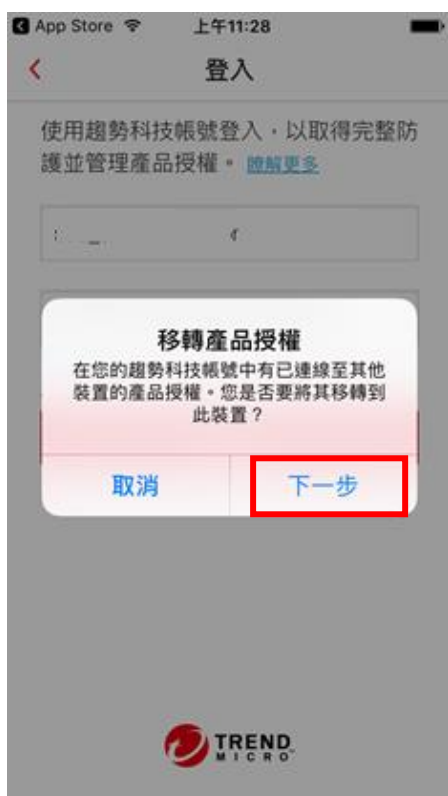 App Store 上午11:28
登入
使用趨勢科技帳號登入,以取得完整防
護並管理產品授權。 瞭解更多
移轉產品授權
在您的趨勢科技帳號中有已連線至其他
裝置的產品授權。您是否要將其移轉到
此裝置?
取消 下一步
TREND
MICRO